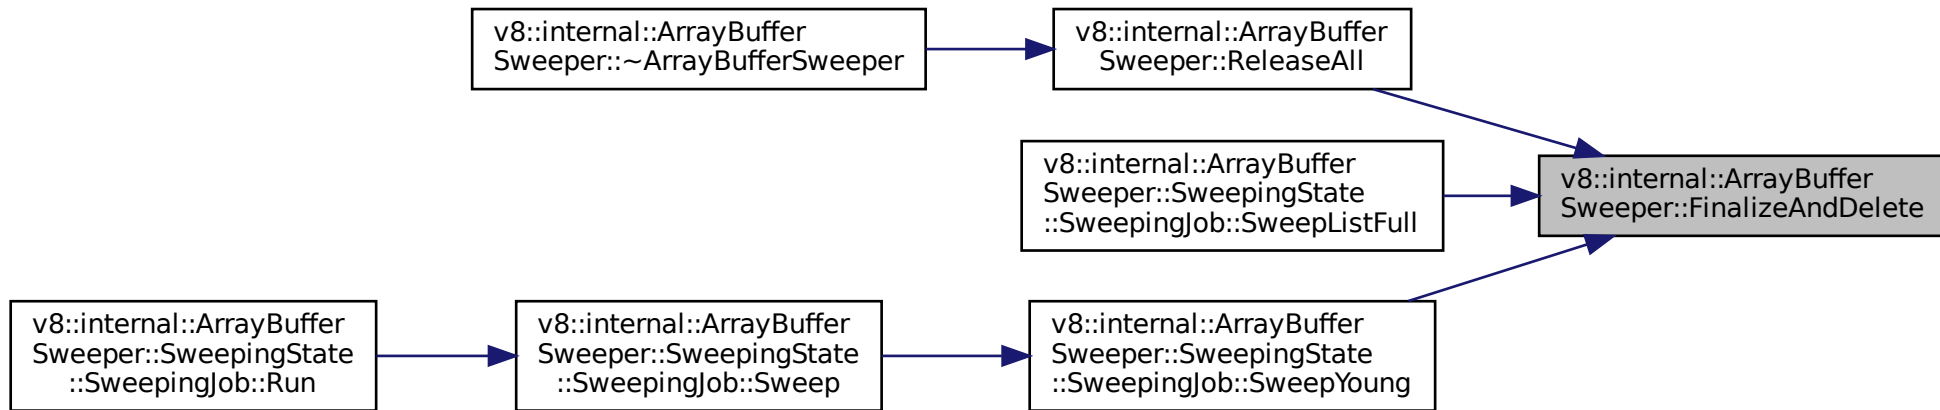 v8::internal::ArrayBuffer
Sweeper::~ArrayBufferSweeper
v8::internal::ArrayBuffer
Sweeper::ReleaseAll
v8::internal::ArrayBuffer
Sweeper::SweepingState
::SweepingJob::SweepListFull
v8::internal::ArrayBuffer
Sweeper::FinalizeAndDelete
v8::internal::ArrayBuffer
Sweeper::SweepingState
::SweepingJob::Run
v8::internal::ArrayBuffer
Sweeper::SweepingState
::SweepingJob::Sweep
v8::internal::ArrayBuffer
Sweeper::SweepingState
::SweepingJob::SweepYoung